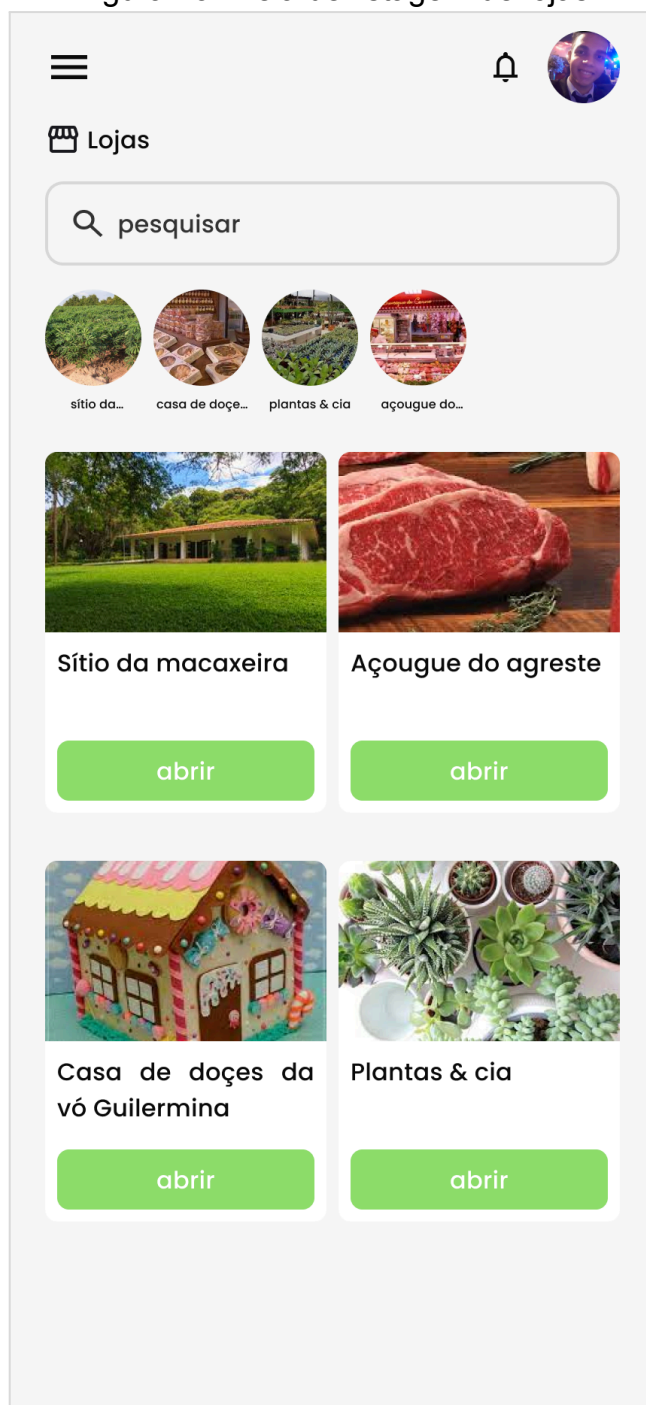 Lojas
pesquisar
sítio da...
casa de doçe...
plantas & cia
açougue do...
Sítio da macaxeira
Açougue do agreste
abrir
abrir
Casa de doçes da
vó Guilermina
Plantas & cia
abrir
abrir